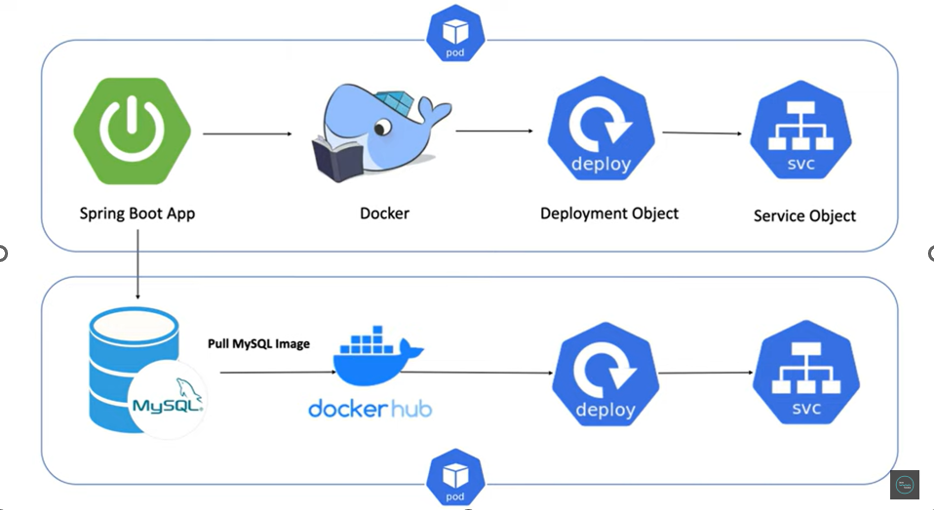 pod
deploy
svc
Spring Boot App
Docker
Deployment Object
Service Object
Pull MySQL Image
MySQL
dockerhub
deploy
svc
pod